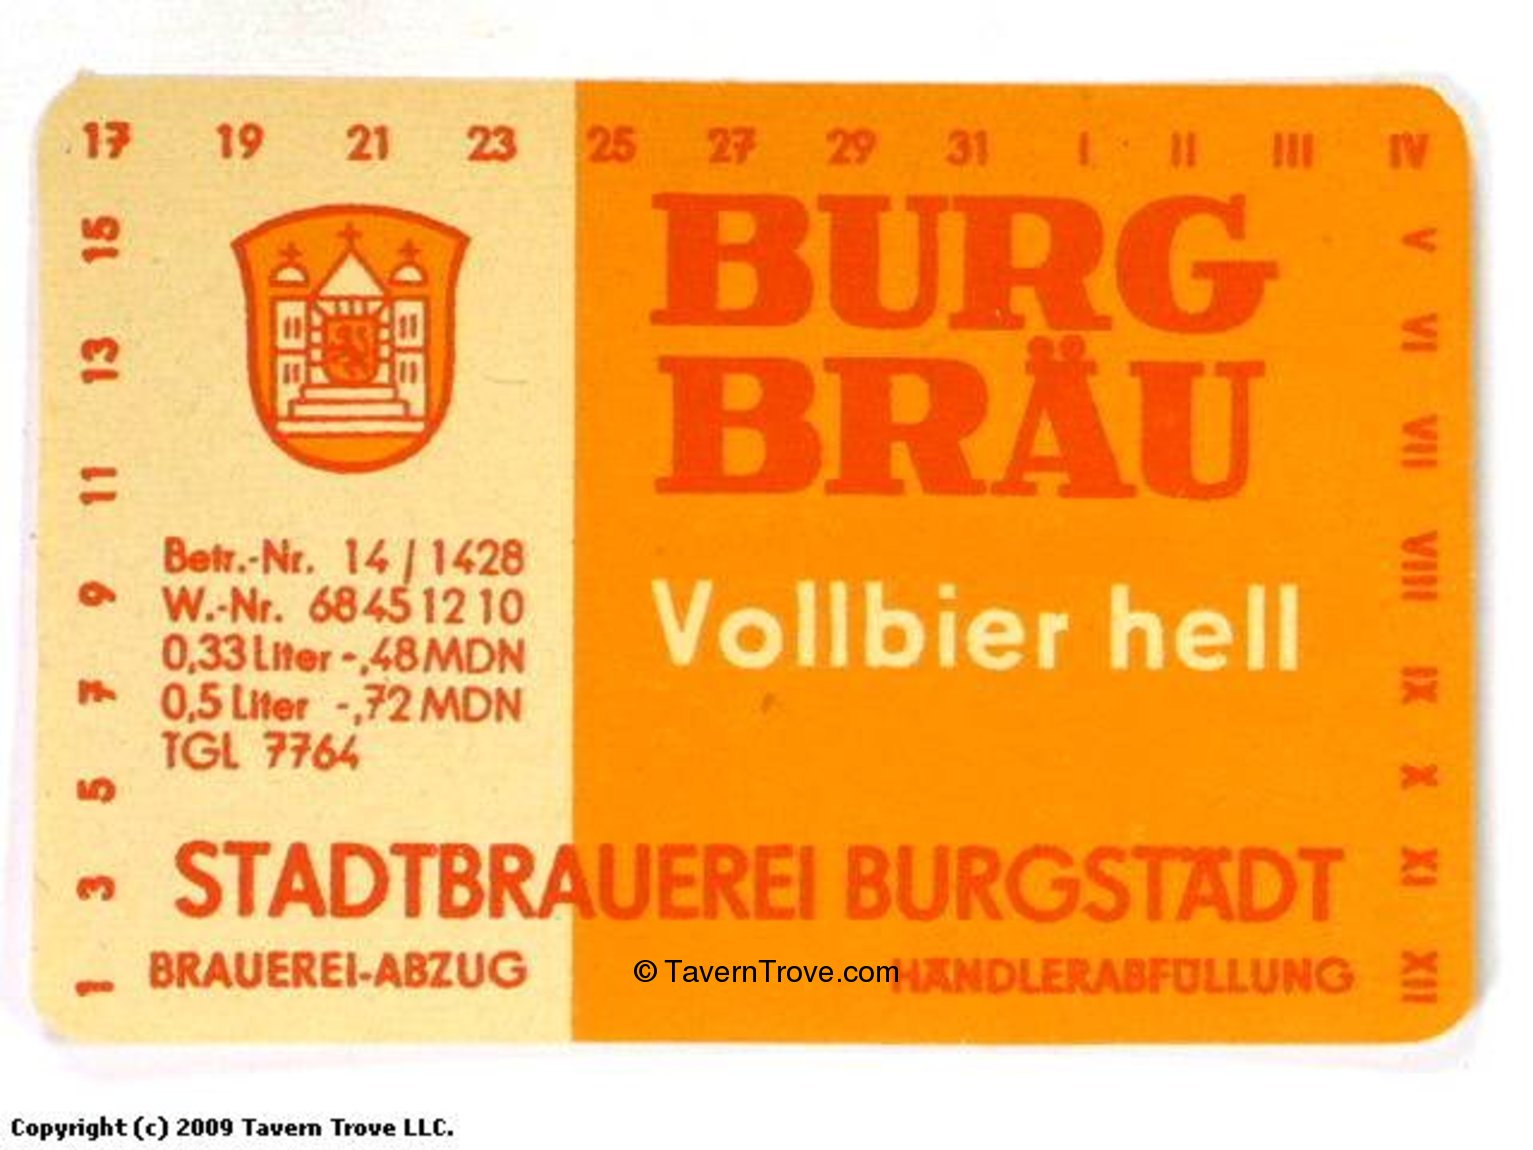 17 19 21 23 25 27 29 31 I II III IV
15
13
11
9
7
5
3
1
V
VI
VII
VIII
IX
X
XI
XII
BURG
BRÄU
Vollbier hell
Betr.-Nr. 14 / 1428
W.-Nr. 68 45 12 10
0,33 Liter -,48 MDN
0,5 Liter -,72 MDN
TGL 7764
STADTBRAUEREI BURGSTÄDT
BRAUEREI-ABZUG
HÄNDLERABFÜLLUNG
© TavernTrove.com
Copyright (c) 2009 Tavern Trove LLC.